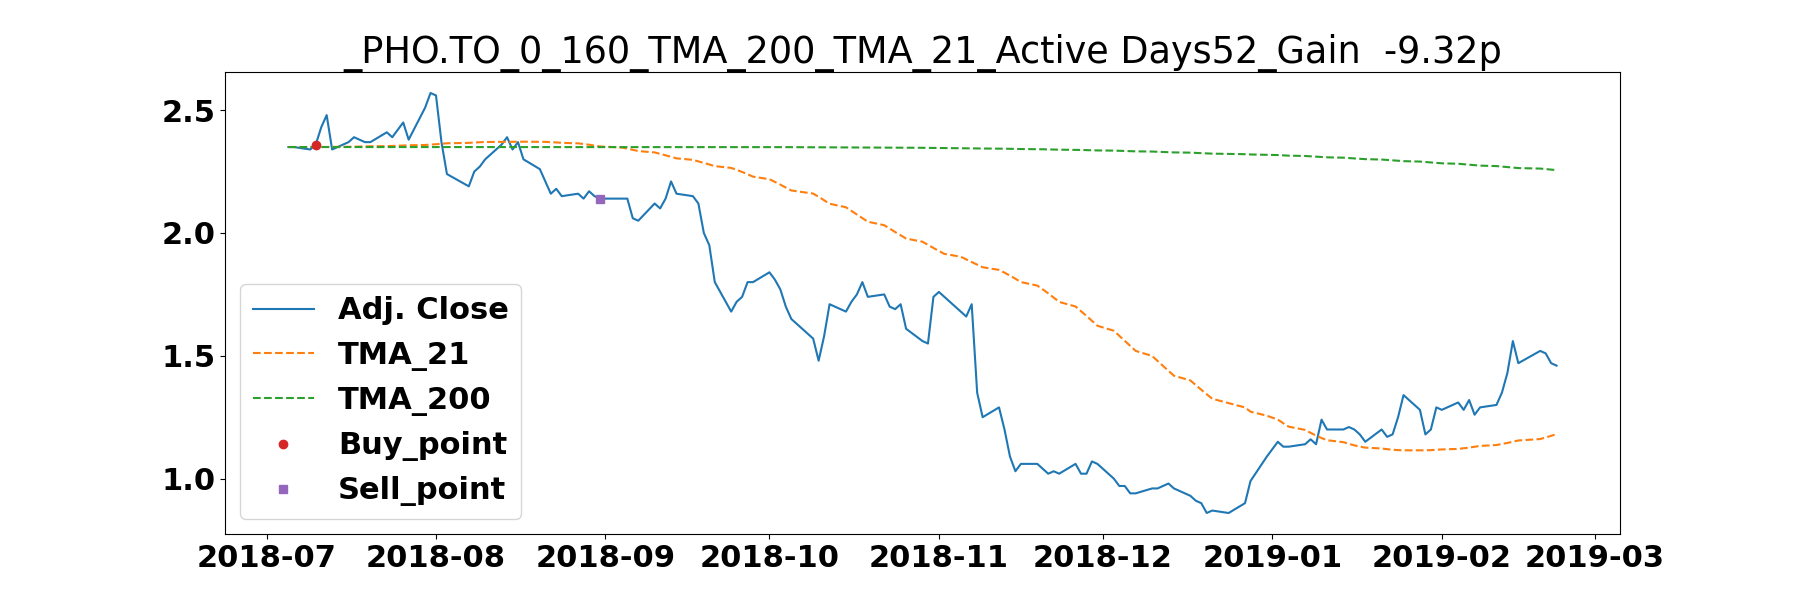 _PHO.TO_0_160_TMA_200_TMA_21_Active Days52_Gain  -9.32p
2.5
2.0
1.5
1.0
Adj. Close
TMA_21
TMA_200
Buy_point
Sell_point
2018-07 2018-08 2018-09 2018-10 2018-11 2018-12 2019-01 2019-02 2019-03